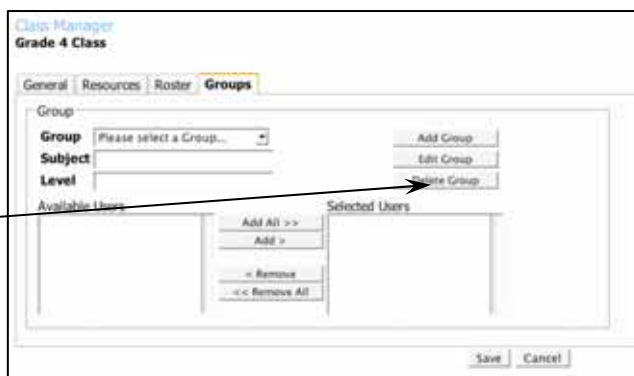 Class Manager
Grade 4 Class
General Resources Roster Groups
Group
Group Please select a Group... Add Group
Subject Edit Group
Level Delete Group
Available Users Selected Users
Add All >>
Add >
< Remove
<< Remove All
Save Cancel